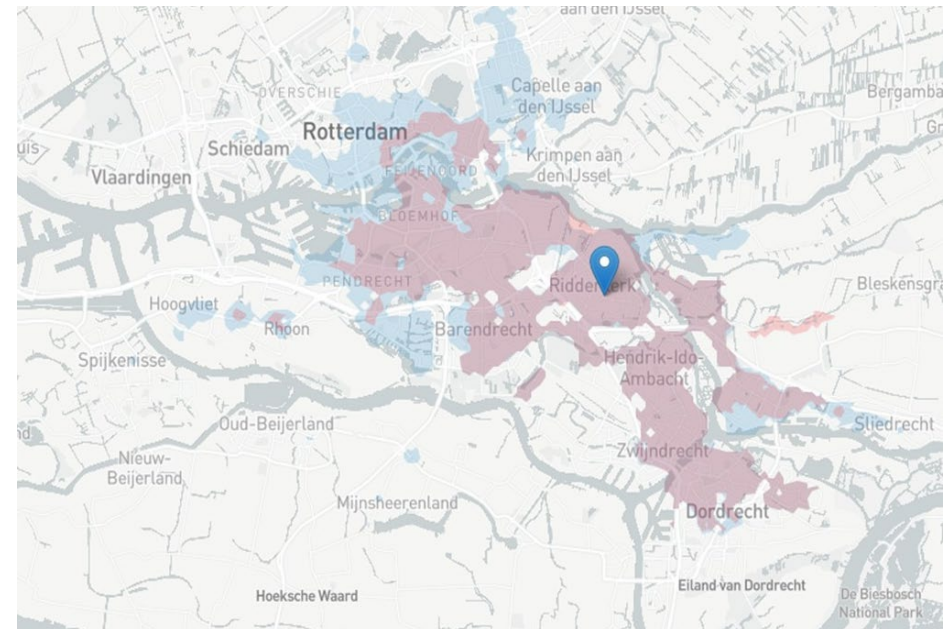 aan den IJssel
Capelle aan
den IJssel
Bergamba
OVERSCHIE
Rotterdam
Schiedam
uis
Gr
Krimpen aan
den IJssel
Vlaardingen
FEIJENOORD
BLOEMHOF
PENDRECHT
Ridderkerk
Bleskensgra
Hoogvliet
Rhoon
Barendrecht
Spijkenisse
Hendrik-Ido-
Ambacht
Oud-Beijerland
Sliedrecht
nd
Zwijndrecht
Nieuw-
Beijerland
Mijnsheerenland
Dordrecht
Hoeksche Waard
Eiland van Dordrecht
De Biesbosch
National Park